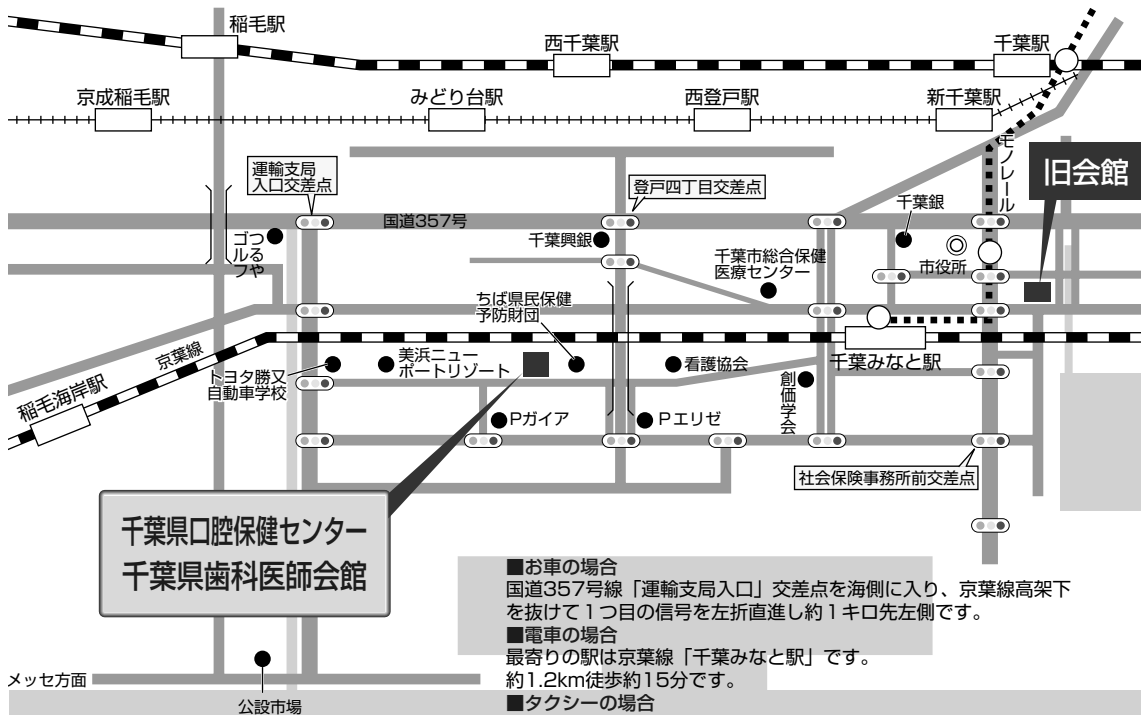 稲毛駅
西千葉駅
千葉駅
京成稲毛駅
みどり台駅
西登戸駅
新千葉駅
モノレール
旧会館
運輸支局
入口交差点
登戸四丁目交差点
国道357号
千葉銀
つるや
ゴルフ
千葉興銀
市役所
千葉市総合保健
医療センター
ちば県民保健
予防財団
京葉線
稲毛海岸駅
トヨタ勝又
自動車学校
美浜ニュー
ポートリゾート
看護協会
千葉みなと駅
創価学会
Pガイア
Pエリゼ
社会保険事務所前交差点
千葉県口腔保健センター
千葉県歯科医師会館
■お車の場合
国道357号線「運輸支局入口」交差点を海側に入り、京葉線高架下
を抜けて1つ目の信号を左折直進し約1キロ先左側です。
■電車の場合
最寄りの駅は京葉線「千葉みなと駅」です。
約1.2km徒歩約15分です。
■タクシーの場合
メッセ方面
公設市場